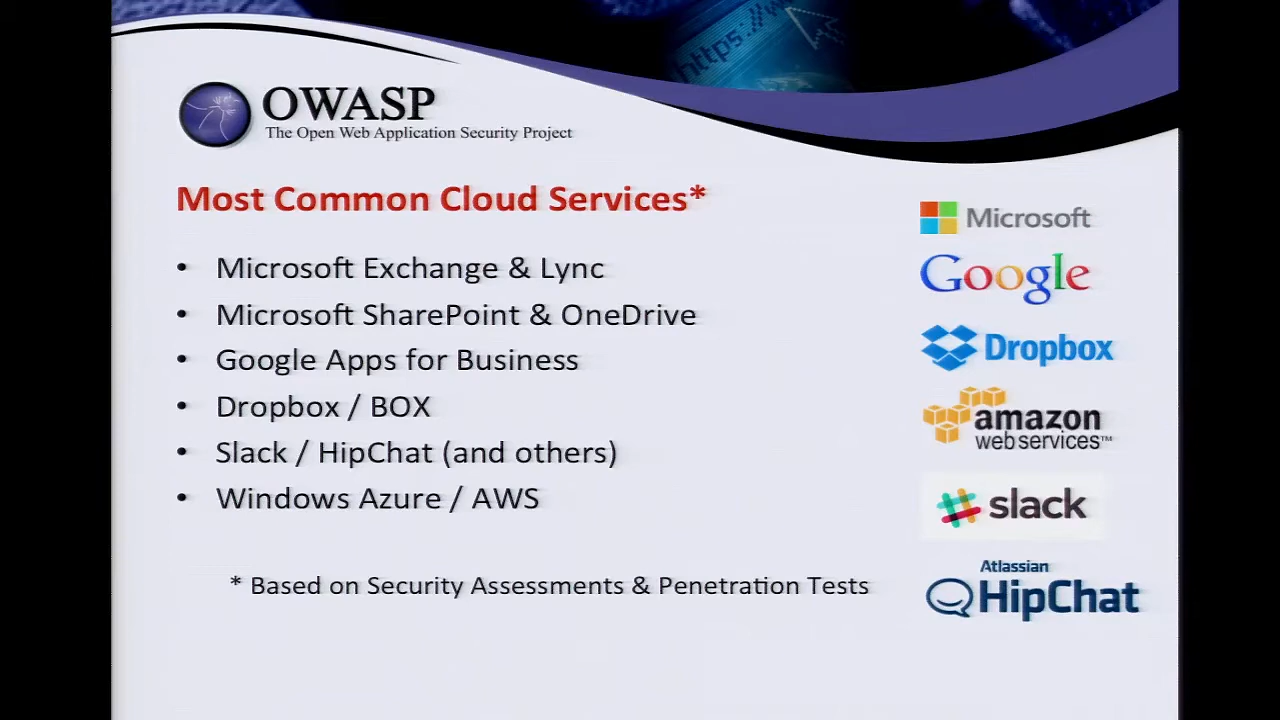 https://w
OWASP
The Open Web Application Security Project
Most Common Cloud Services*
• Microsoft Exchange & Lync
• Microsoft SharePoint & OneDrive
• Google Apps for Business
• Dropbox / BOX
• Slack / HipChat (and others)
• Windows Azure / AWS
* Based on Security Assessments & Penetration Tests
Microsoft
Google
Dropbox
amazon
web services™
slack
Atlassian
HipChat